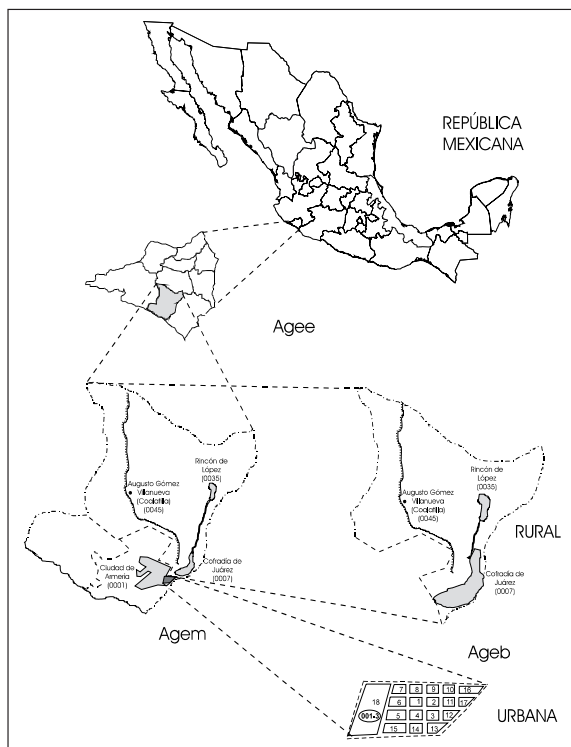 REPÚBLICA
MEXICANA
Agee
Rincón de
López
(0035)
Augusto Gómez
Villanueva
(Coalatilla)
(0045)
Ciudad de
Armería
(0001)
Cofradía de
Juárez
(0007)
Agem
Rincón de
López
(0035)
Augusto Gómez
Villanueva
(Coalatilla)
(0045)
RURAL
Cofradía de
Juárez
(0007)
Ageb
7 8 9 10 16
18 6 1 2 11 17
001-3 5 4 3 12
15 14 13
URBANA